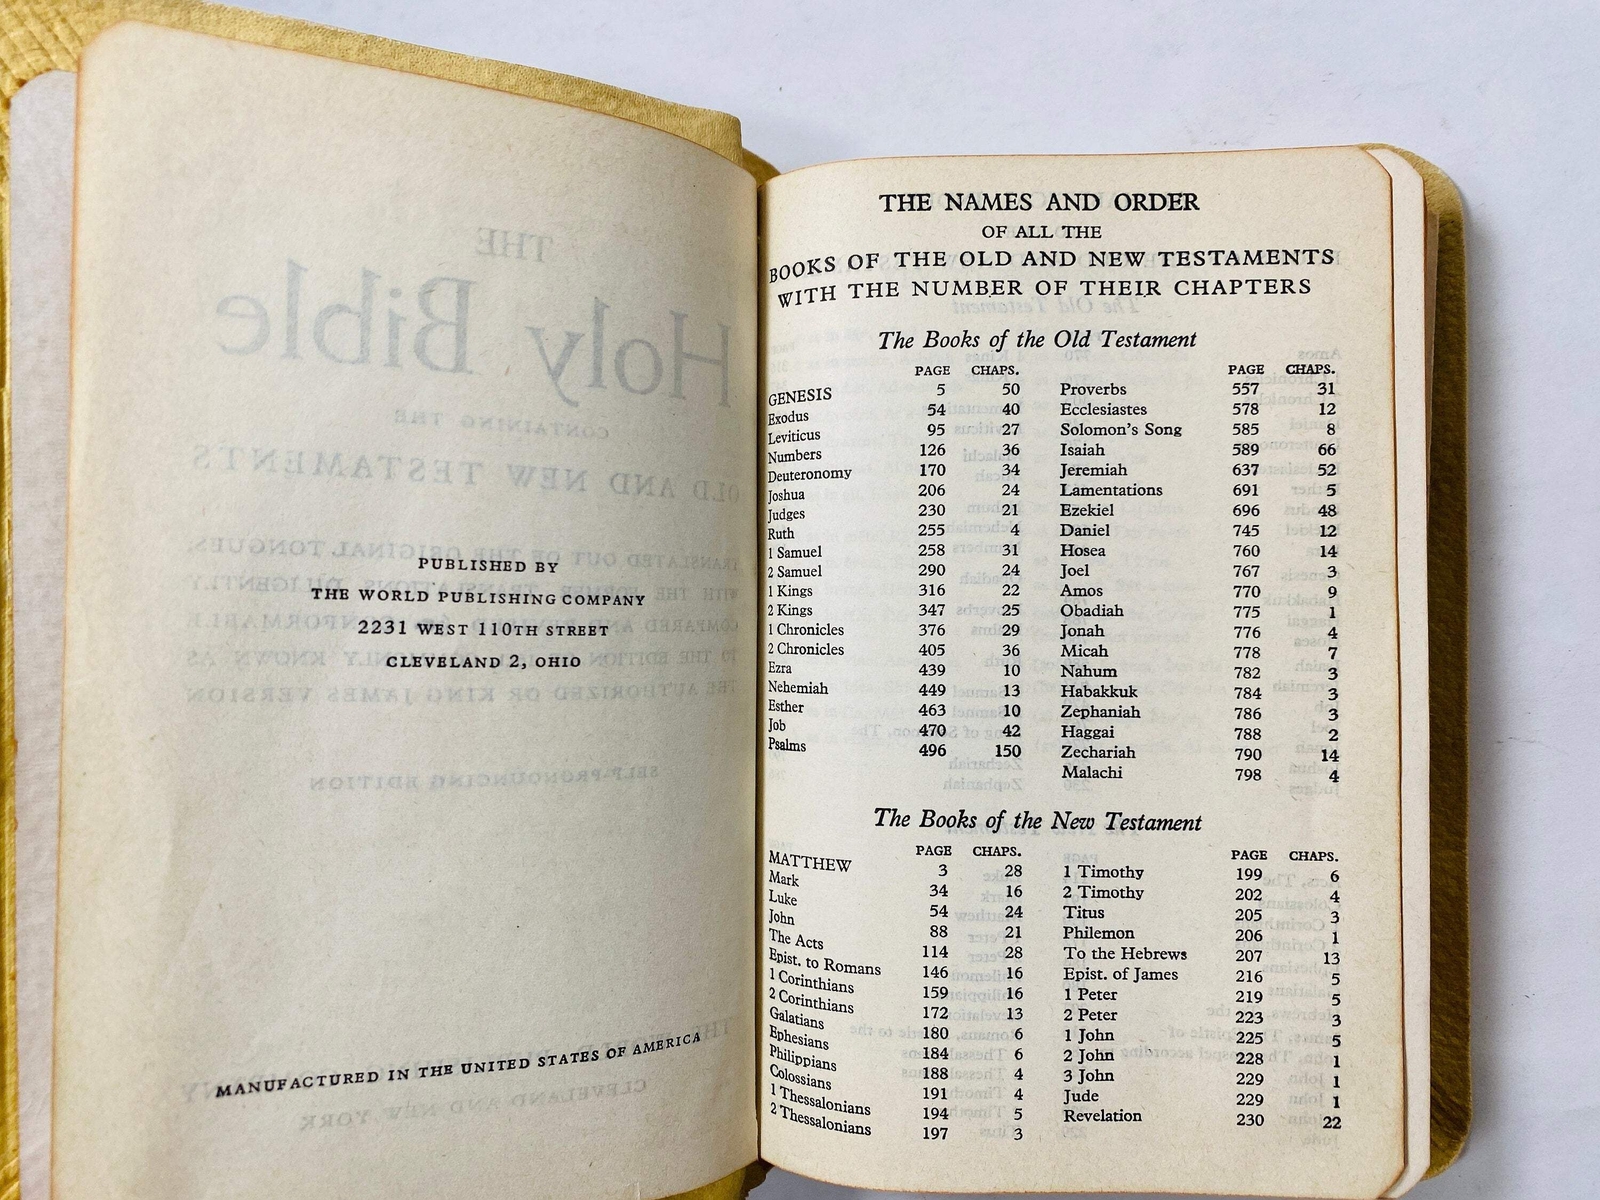 PUBLISHED BY
THE WORLD PUBLISHING COMPANY
2231 WEST 110TH STREET
CLEVELAND 2, OHIO
MANUFACTURED IN THE UNITED STATES OF AMERICA
THE NAMES AND ORDER
OF ALL THE
BOOKS OF THE OLD AND NEW TESTAMENTS
WITH THE NUMBER OF THEIR CHAPTERS
The Books of the Old Testament
PAGE CHAPS. PAGE CHAPS.
GENESIS 5 50 Proverbs 557 31
Exodus 54 40 Ecclesiastes 578 12
Leviticus 95 27 Solomon's Song 585 8
Numbers 126 36 Isaiah 589 66
Deuteronomy 170 34 Jeremiah 637 52
Joshua 206 24 Lamentations 691 5
Judges 230 21 Ezekiel 696 48
Ruth 255 4 Daniel 745 12
1 Samuel 258 31 Hosea 760 14
2 Samuel 290 24 Joel 767 3
1 Kings 316 22 Amos 770 9
2 Kings 347 25 Obadiah 775 1
1 Chronicles 376 29 Jonah 776 4
2 Chronicles 405 36 Micah 778 7
Ezra 439 10 Nahum 782 3
Nehemiah 449 13 Habakkuk 784 3
Esther 463 10 Zephaniah 786 3
Job 470 42 Haggai 788 2
Psalms 496 150 Zechariah 790 14
Malachi 798 4
The Books of the New Testament
PAGE CHAPS. PAGE CHAPS.
MATTHEW 3 28 1 Timothy 199 6
Mark 34 16 2 Timothy 202 4
Luke 54 24 Titus 205 3
John 88 21 Philemon 206 1
The Acts 114 28 To the Hebrews 207 13
Epist. to Romans 146 16 Epist. of James 216 5
1 Corinthians 159 16 1 Peter 219 5
2 Corinthians 172 13 2 Peter 223 3
Galatians 180 6 1 John 225 5
Ephesians 184 6 2 John 228 1
Philippians 188 4 3 John 229 1
Colossians 191 4 Jude 229 1
1 Thessalonians 194 5 Revelation 230 22
2 Thessalonians 197 3